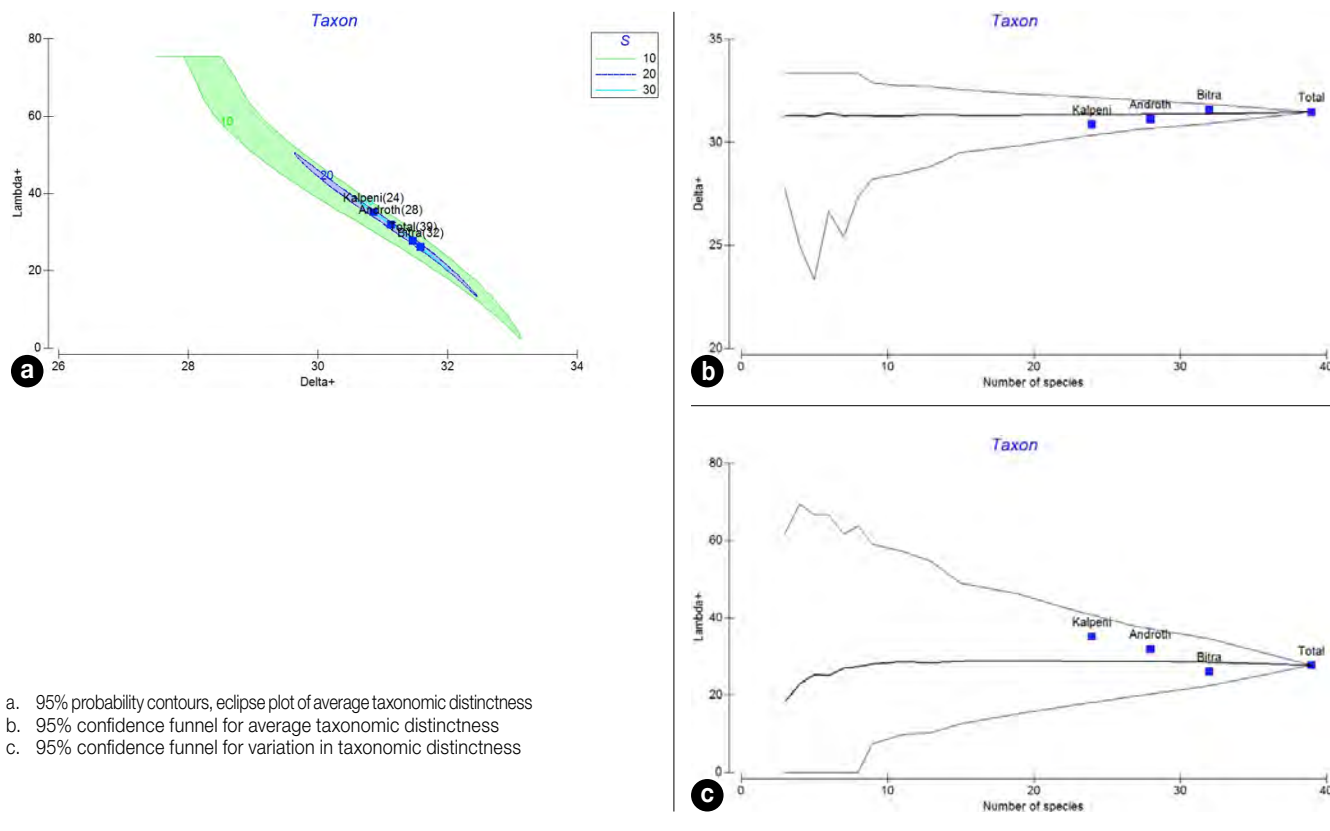 Taxon
80
60
40
20
0
Lambda+
26
28
30
32
34
Delta+
S
10
20
30
10
20
Kalpeni(24)
Androth(28)
Total(39)
Bitra(32)
a
Taxon
35
30
25
20
Delta+
0
10
20
30
40
Number of species
Kalpeni
Androth
Bitra
Total
b
Taxon
80
60
40
20
0
Lambda+
0
10
20
30
40
Number of species
Kalpeni
Androth
Bitra
Total
c
a. 95% probability contours, eclipse plot of average taxonomic distinctness
b. 95% confidence funnel for average taxonomic distinctness
c. 95% confidence funnel for variation in taxonomic distinctness